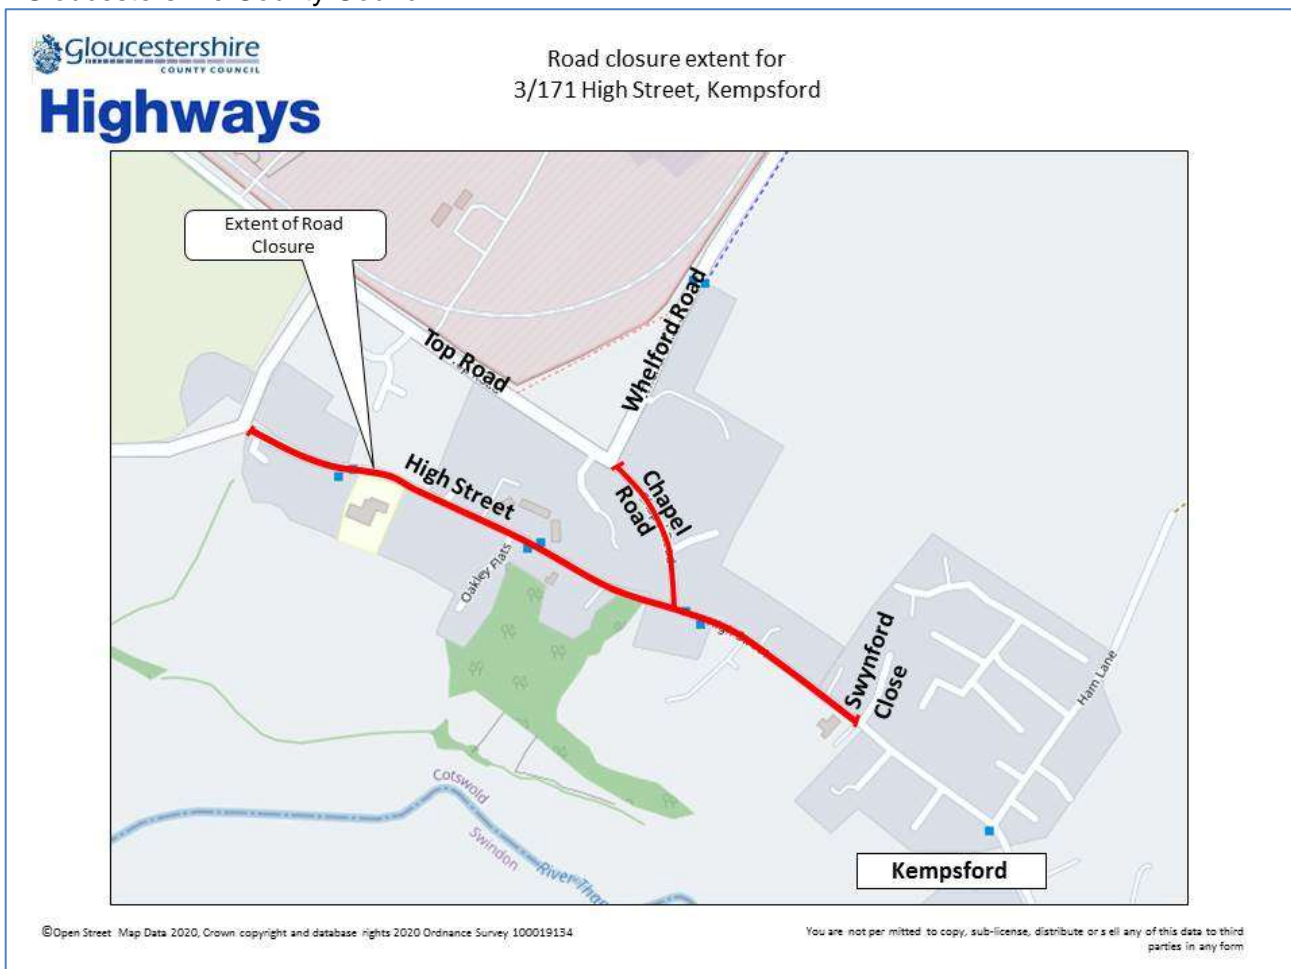 Gloucestershire
COUNTY COUNCIL
Highways
Road closure extent for
3/171 High Street, Kempsford
Extent of Road
Closure
Top Road
Whelford Road
High Street
Chapel
Road
Oakley Flats
Swynford
Close
Ham Lane
Cotswold
Swindon
Kempsford
©Open Street Map Data 2020, Crown copyright and database rights 2020 Ordnance Survey 100019134
You are not per mitted to copy, sub-license, distribute or s ell any of this data to third
parties in any form